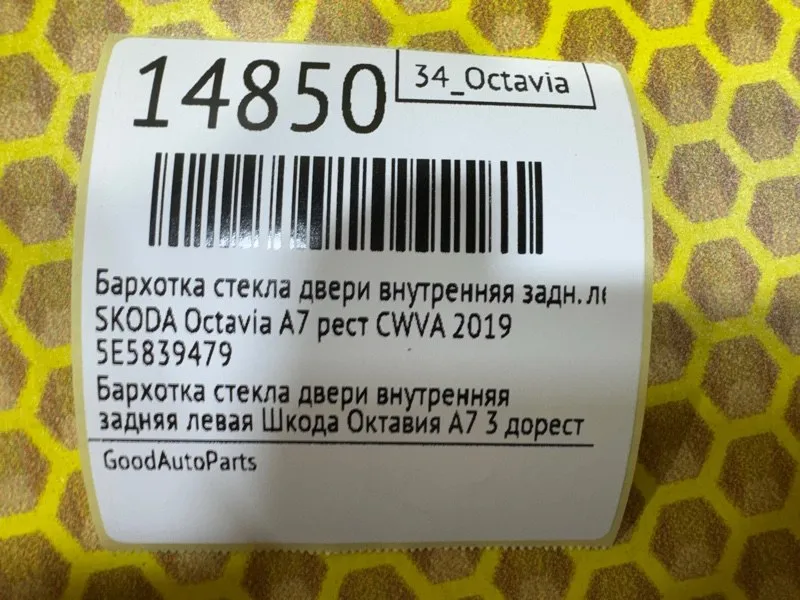 14850
34_Octavia
Бархотка стекла двери внутренняя задн. ле
SKODA Octavia A7 рест CWVA 2019
5E5839479
Бархотка стекла двери внутренняя
задняя левая Шкода Октавия А7 3 дорест
GoodAutoParts